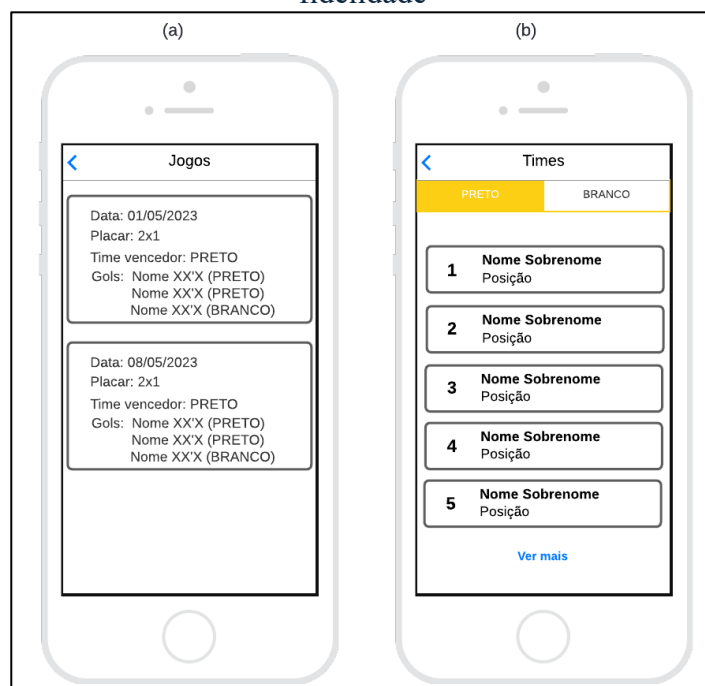 fidelidade
(a)
Jogos
Data: 01/05/2023
Placar: 2x1
Time vencedor: PRETO
Gols: Nome XX'X (PRETO)
Nome XX'X (PRETO)
Nome XX'X (BRANCO)
Data: 08/05/2023
Placar: 2x1
Time vencedor: PRETO
Gols: Nome XX'X (PRETO)
Nome XX'X (PRETO)
Nome XX'X (BRANCO)
(b)
Times
PRETO BRANCO
1 Nome Sobrenome
Posição
2 Nome Sobrenome
Posição
3 Nome Sobrenome
Posição
4 Nome Sobrenome
Posição
5 Nome Sobrenome
Posição
Ver mais